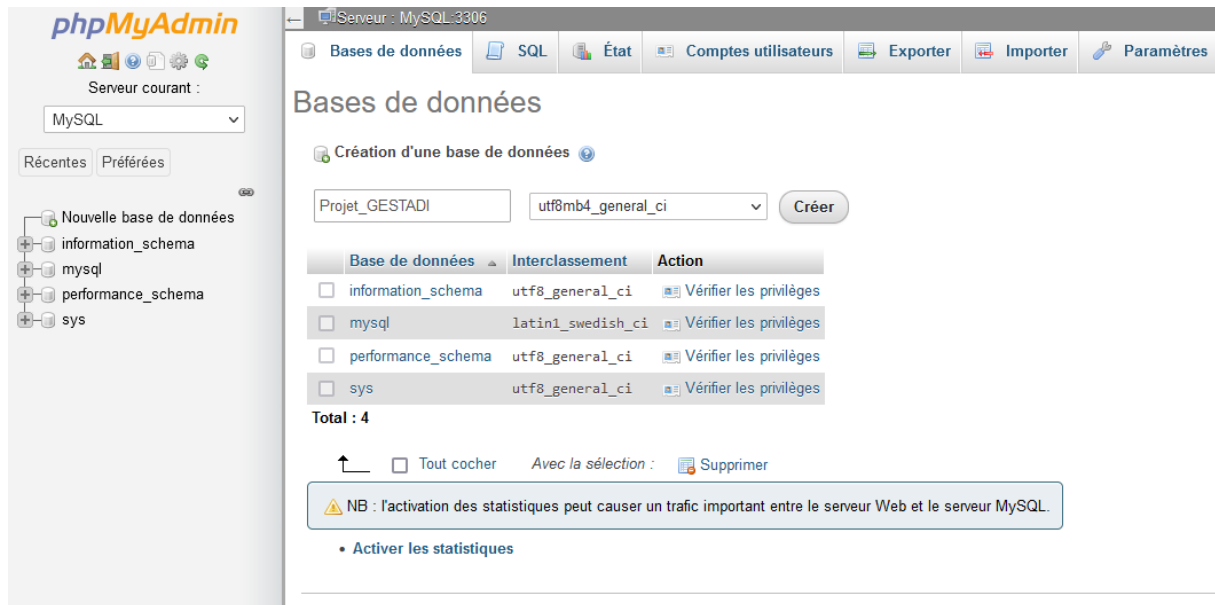 phpMyAdmin
Serveur courant :
MySQL
Récentes Préférées
Nouvelle base de données
information_schema
mysql
performance_schema
sys
Serveur : MySQL:3306
Bases de données SQL État Comptes utilisateurs Exporter Importer Paramètres
Bases de données
Création d'une base de données
Projet_GESTADI utf8mb4_general_ci Créer
Base de données Interclassement Action
information_schema utf8_general_ci Vérifier les privilèges
mysql latin1_swedish_ci Vérifier les privilèges
performance_schema utf8_general_ci Vérifier les privilèges
sys utf8_general_ci Vérifier les privilèges
Total : 4
Tout cocher Avec la sélection : Supprimer
NB : l'activation des statistiques peut causer un trafic important entre le serveur Web et le serveur MySQL.
• Activer les statistiques